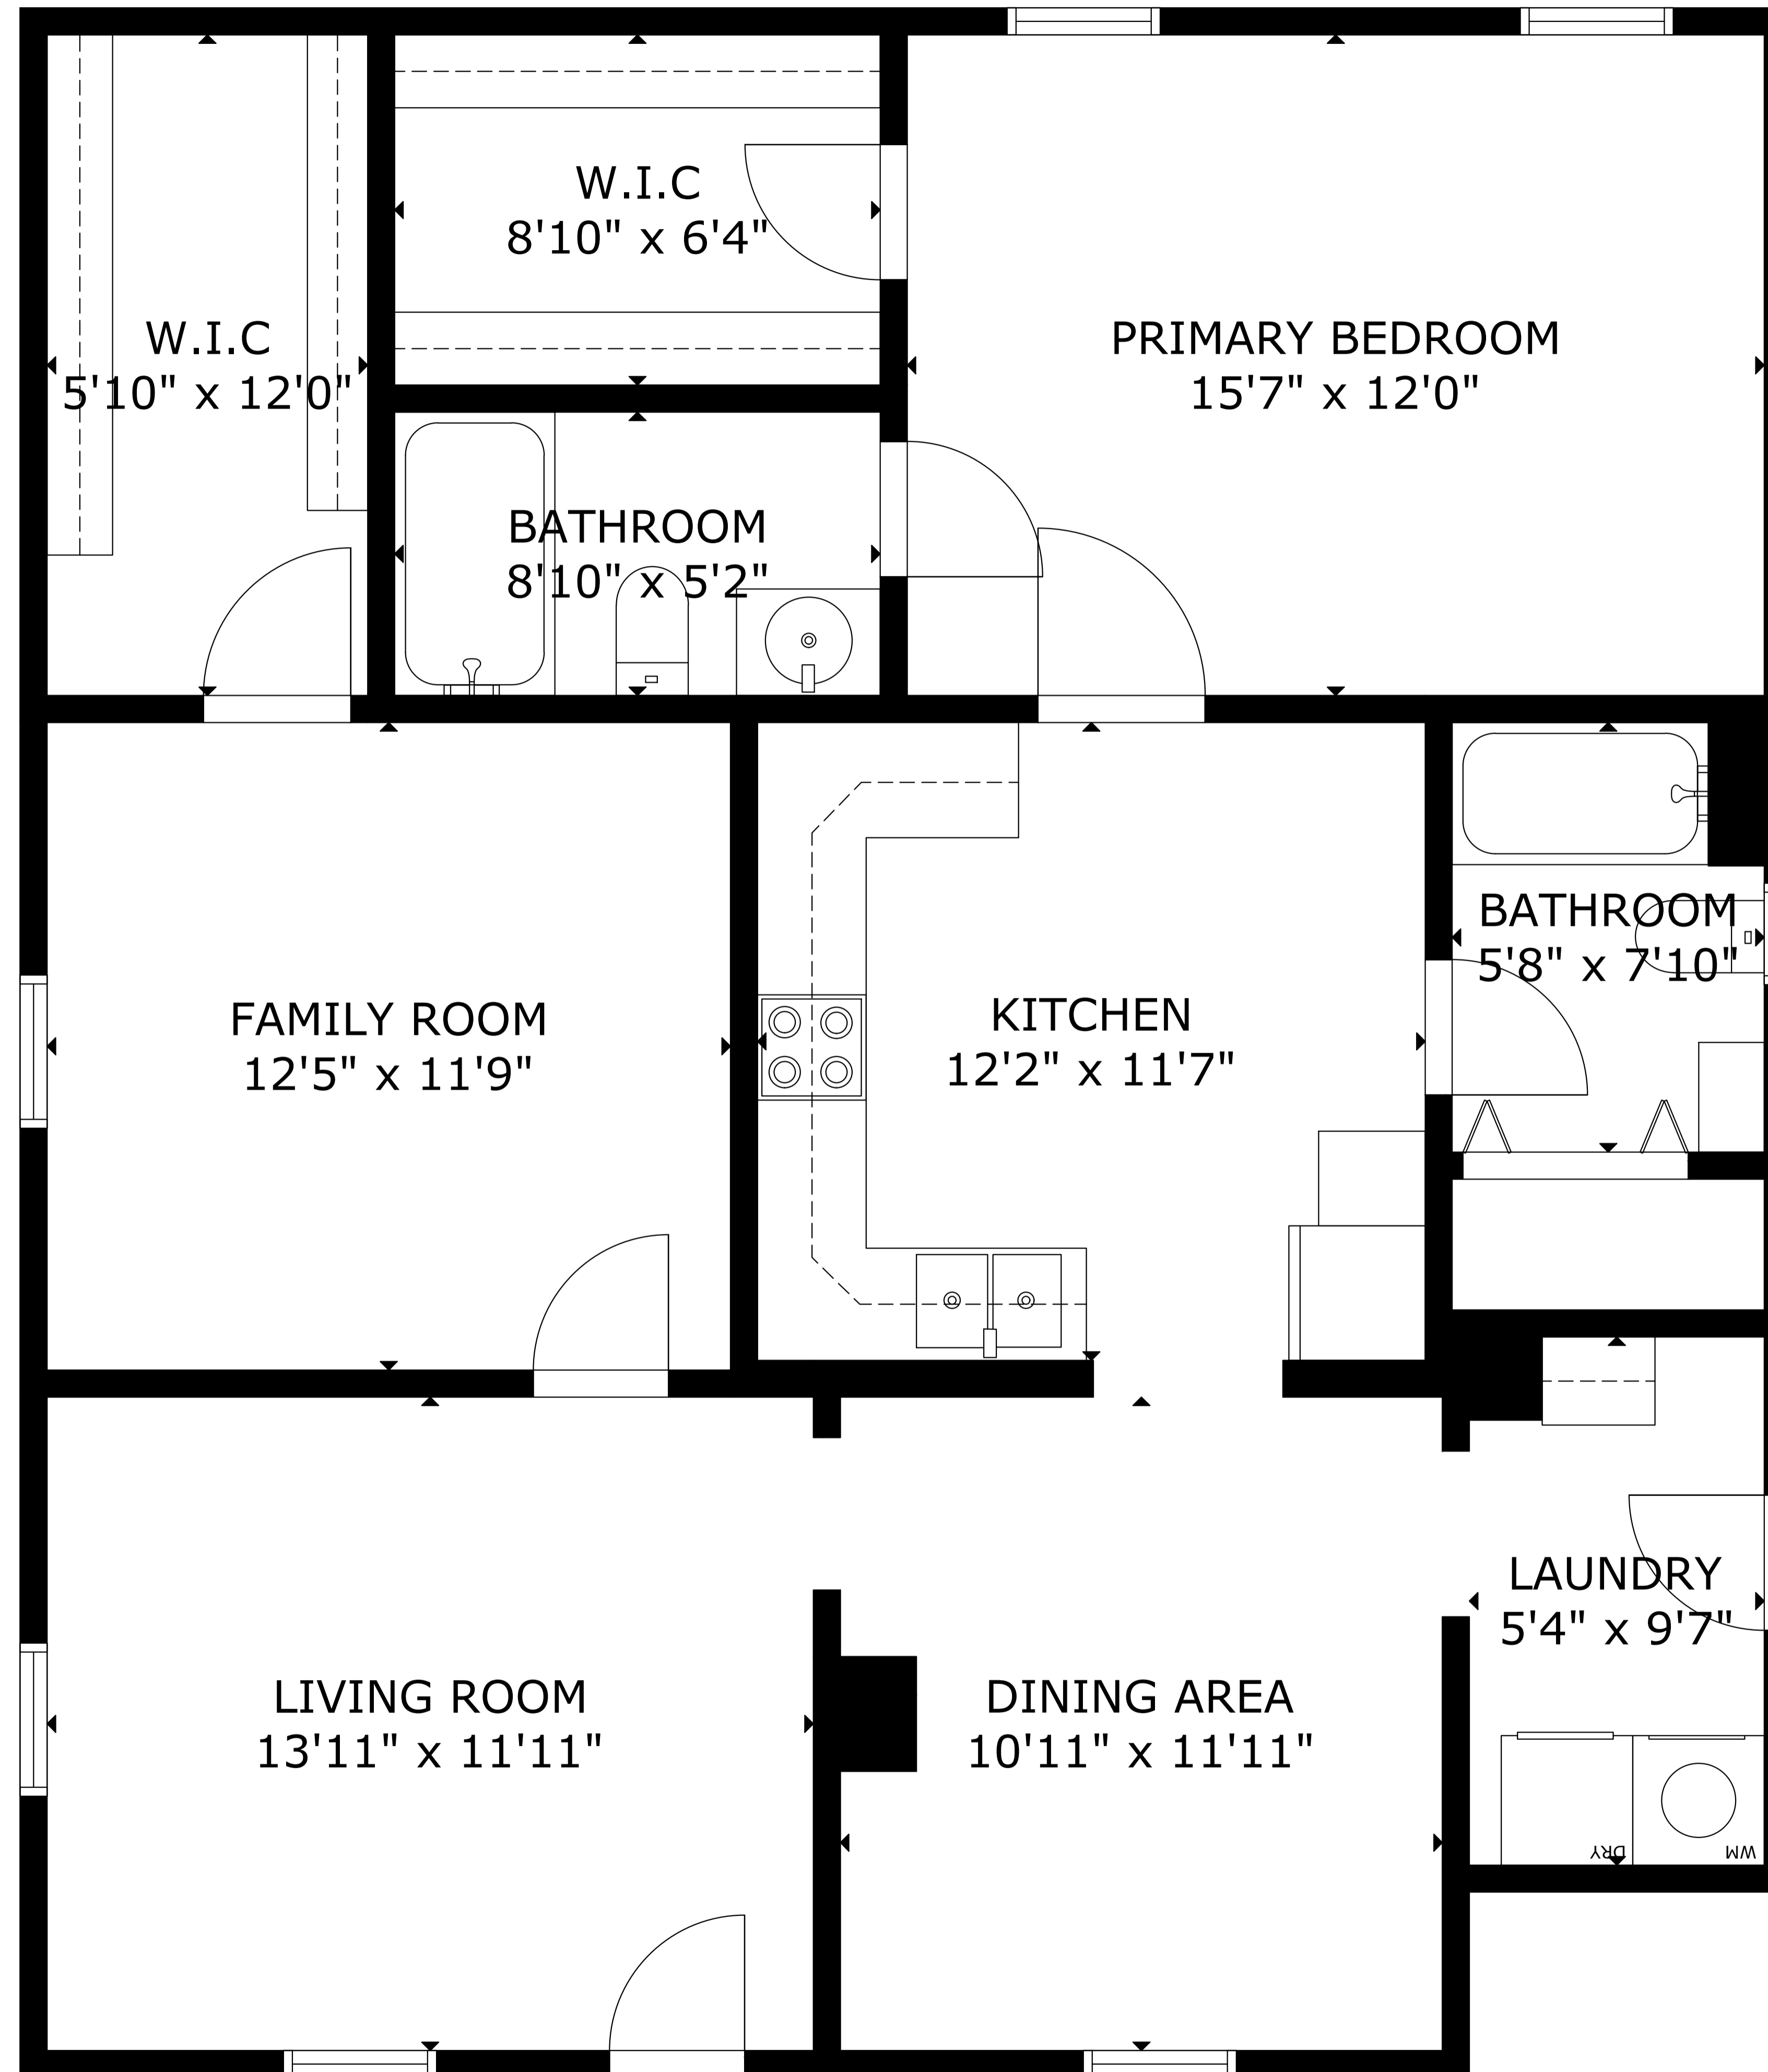 W.I.C
8'10" x 6'4"
W.I.C
5'10" x 12'0"
PRIMARY BEDROOM
15'7" x 12'0"
BATHROOM
8'10" x 5'2"
BATHROOM
5'8" x 7'10"
FAMILY ROOM
12'5" x 11'9"
KITCHEN
12'2" x 11'7"
LAUNDRY
5'4" x 9'7"
LIVING ROOM
13'11" x 11'11"
DINING AREA
10'11" x 11'11"
DRY
WM